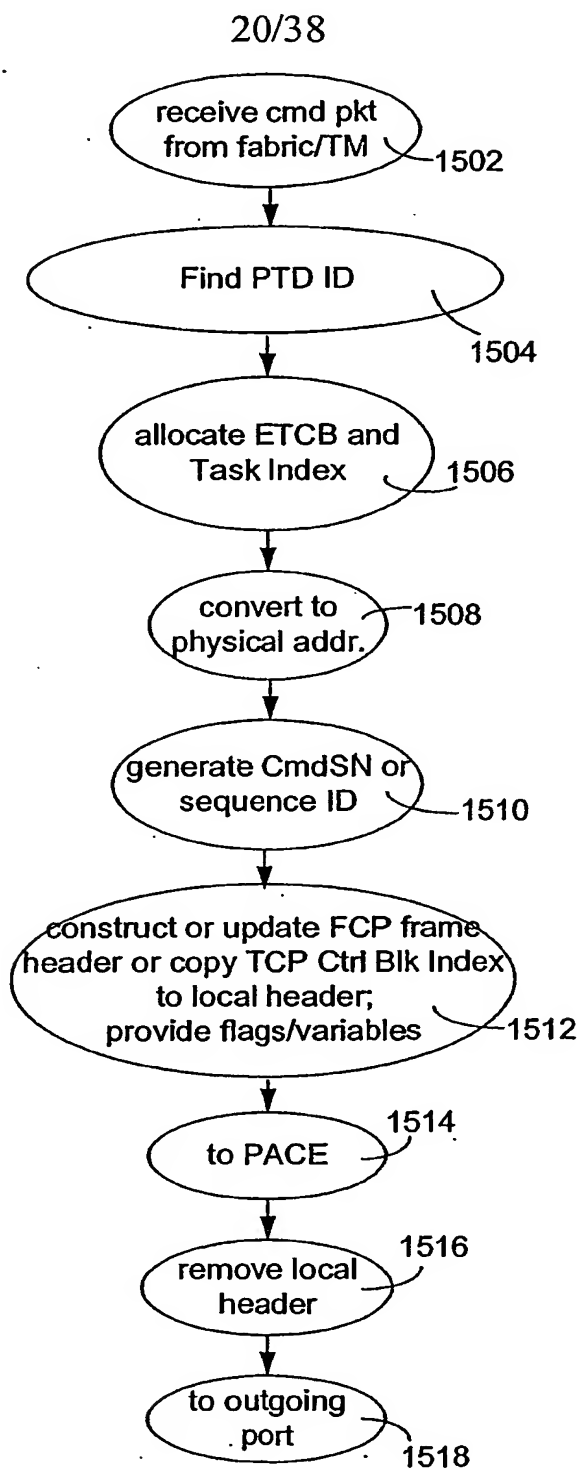 20/38
receive cmd pkt
from fabric/TM
1502
Find PTD ID
1504
allocate ETCB and
Task Index
1506
convert to
physical addr.
1508
generate CmdSN or
sequence ID
1510
construct or update FCP frame
header or copy TCP Ctrl Blk Index
to local header;
provide flags/variables
1512
to PACE
1514
remove local
header
1516
to outgoing
port
1518